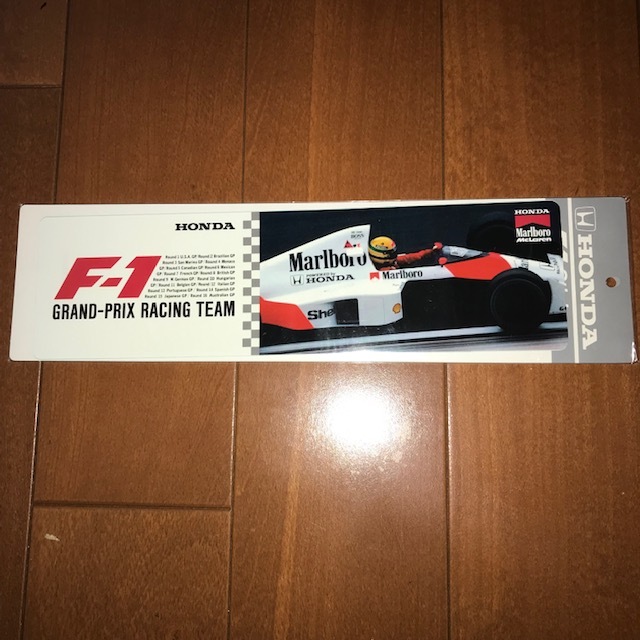 HONDA
Round 1 U.S.A. GP/Round 2 Brazilian GP
Round 3 San Marino GP/Round 4 Monaco
GP/Round 5 Canadian GP/Round 6 Mexican
GP/Round 7 French GP/Round 8 British
GP/Round 9 German GP/Round 10 Hungarian
GP/Round 11 Belgian GP/Round 12 Italian GP
Round 13 Portuguese GP/Round 14 Spanish GP
Round 15 Japanese GP/Round 16 Australian GP
F-1
GRAND-PRIX RACING TEAM
Marlboro
POWERED by
HONDA
Shell
Marlboro
HONDA
Marlboro
McLaren
HONDA